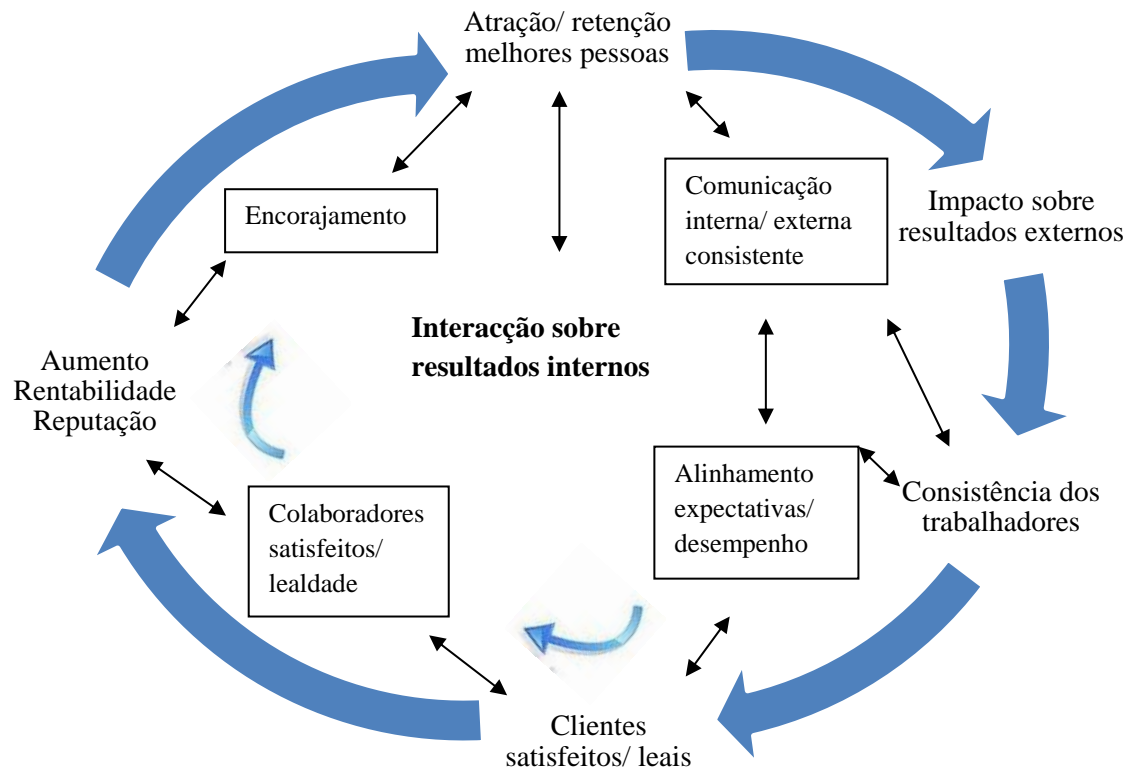 Atração/ retenção
melhores pessoas
Comunicação
interna/ externa
consistente
Impacto sobre
resultados externos
Encorajamento
Interacção sobre
resultados internos
Aumento
Rentabilidade
Reputação
Alinhamento
expectativas/
desempenho
Consistência dos
trabalhadores
Colaboradores
satisfeitos/
lealdade
Clientes
satisfeitos/ leais